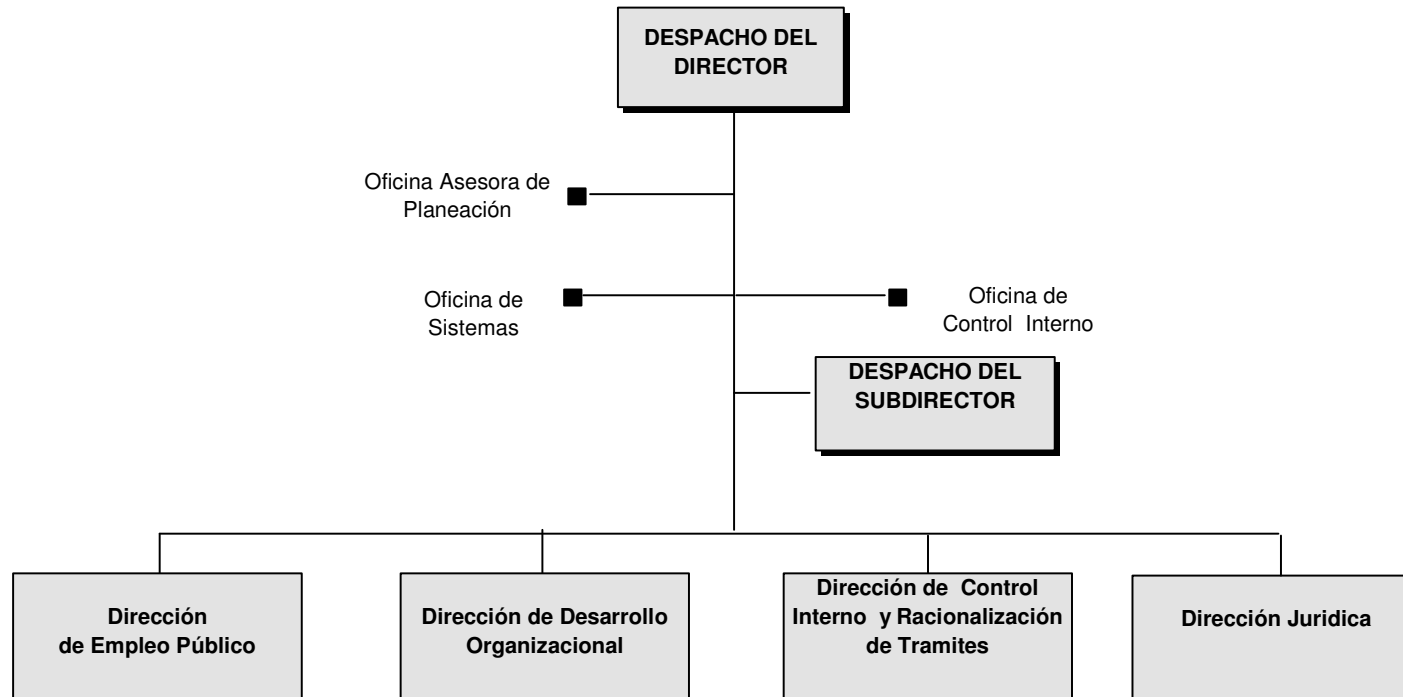 DESPACHO DEL
DIRECTOR
Oficina Asesora de
Planeación
Oficina de
Sistemas
Oficina de
Control Interno
DESPACHO DEL
SUBDIRECTOR
Dirección
de Empleo Público
Dirección de Desarrollo
Organizacional
Dirección de Control
Interno y Racionalización
de Tramites
Dirección Juridica